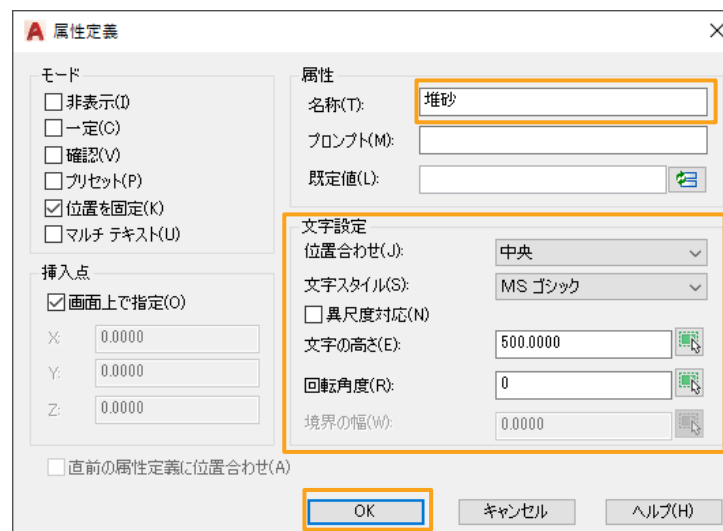 属性定義
モード
非表示(I)
一定(C)
確認(V)
プリセット(P)
位置を固定(K)
マルチ テキスト(U)
挿入点
画面上で指定(O)
X: 0.0000
Y: 0.0000
Z: 0.0000
直前の属性定義に位置合わせ(A)
属性
名称(T): 堆砂
プロンプト(M):
既定値(L):
文字設定
位置合わせ(J): 中央
文字スタイル(S): MS ゴシック
異尺度対応(N)
文字の高さ(E): 500.0000
回転角度(R): 0
境界の幅(W): 0.0000
OK キャンセル ヘルプ(H)